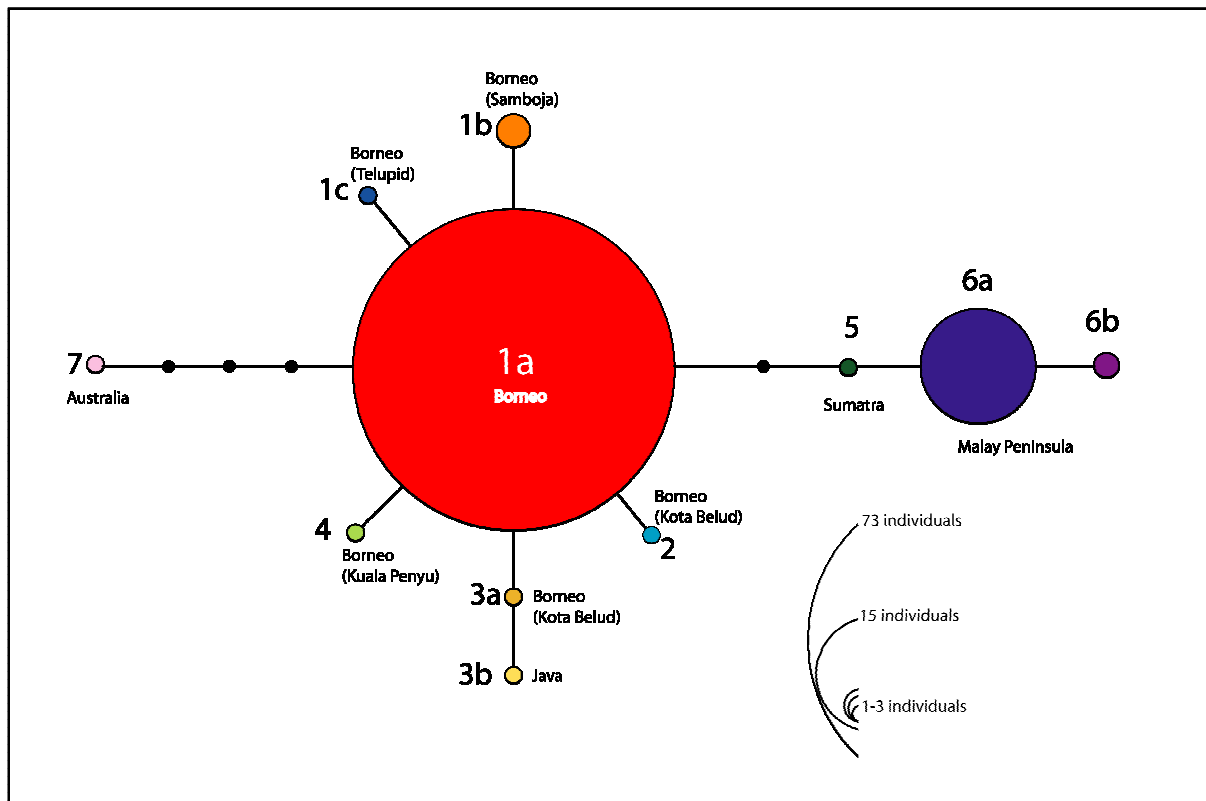 Borneo
(Samboja)
1b
Borneo
(Telupid)
1c
6a
5
6b
7
1a
Borneo
Australia
Sumatra
Malay Peninsula
Borneo
(Kota Belud)
2
4
Borneo
(Kuala Penyu)
3a
Borneo
(Kota Belud)
3b
Java
73 individuals
15 individuals
1-3 individuals